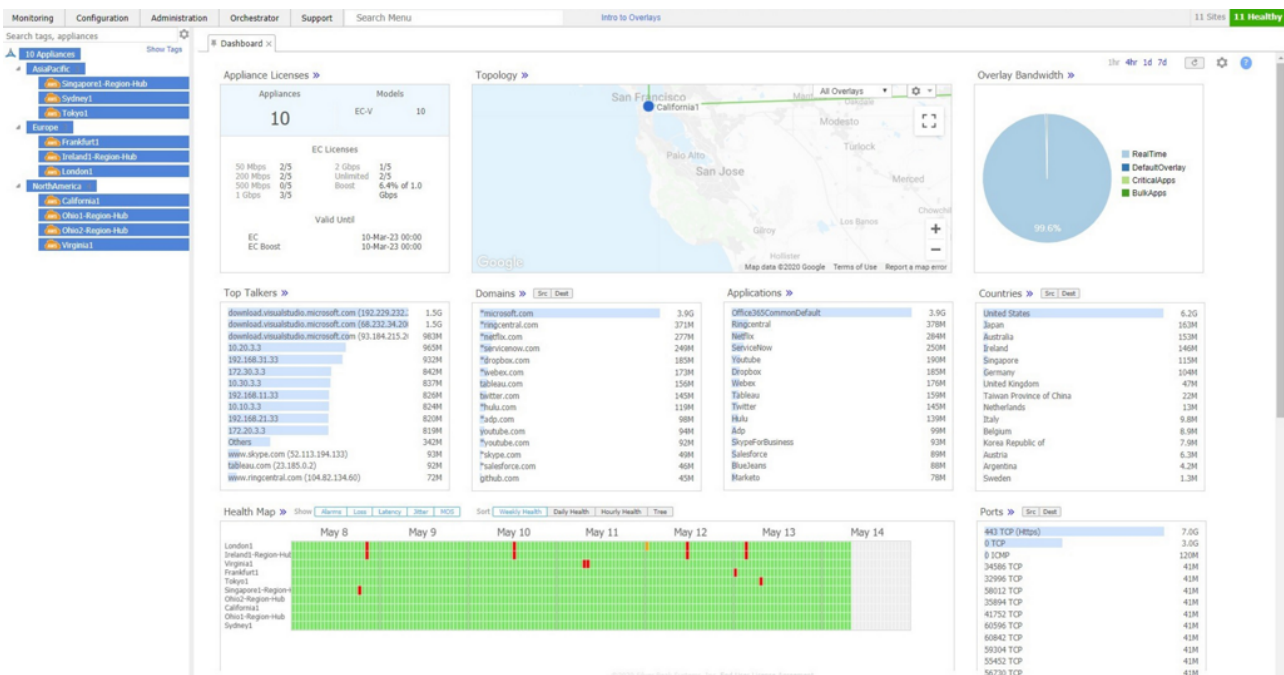 Monitoring Configuration Administration Orchestrator Support Search Menu Intro to Overlays 11 Sites 11 Healthy
Search tags, appliances
Show Tags
10 Appliances
AsiaPacific
Singapore1-Region-Hub
Sydney1
Tokyo1
Europe
Frankfurt1
Ireland1-Region-Hub
London1
NorthAmerica
California1
Ohio1-Region-Hub
Ohio2-Region-Hub
Virginia1
Dashboard ×
1hr 4hr 1d 7d
Appliance Licenses »
Appliances Models
10 EC-V 10
EC Licenses
50 Mbps 2/5 2 Gbps 1/5
200 Mbps 2/5 Unlimited 2/5
500 Mbps 0/5 Boost 6.4% of 1.0
1 Gbps 3/5 Gbps
Valid Until
EC 10-Mar-23 00:00
EC Boost 10-Mar-23 00:00
Topology »
All Overlays
San Francisco
California1
Oakdale
Modesto
Turlock
Palo Alto
San Jose
Merced
Chowchil
Los Banos
Gilroy
Hollister
Google
Map data ©2020 Google Terms of Use Report a map error
Overlay Bandwidth »
RealTime
DefaultOverlay
CriticalApps
BulkApps
99.6%
Top Talkers »
download.visualstudio.microsoft.com (192.229.232. 1.5G
download.visualstudio.microsoft.com (68.232.34.20 1.5G
download.visualstudio.microsoft.com (93.184.215.2 983M
10.20.3.3 965M
192.168.31.33 932M
172.30.3.3 842M
10.30.3.3 837M
192.168.11.33 826M
10.10.3.3 824M
192.168.21.33 820M
172.20.3.3 819M
Others 342M
www.skype.com (52.113.194.133) 93M
tableau.com (23.185.0.2) 92M
www.ringcentral.com (104.82.134.60) 72M
Domains » Src Dest
*microsoft.com 3.9G
*ringcentral.com 371M
*netflix.com 277M
*servicenow.com 249M
*dropbox.com 185M
*webex.com 173M
tableau.com 156M
twitter.com 145M
*hulu.com 119M
*adp.com 98M
youtube.com 94M
*youtube.com 92M
*skype.com 49M
*salesforce.com 46M
github.com 45M
Applications »
Office365CommonDefault 3.9G
Ringcentral 378M
Netflix 284M
ServiceNow 250M
Youtube 190M
Dropbox 185M
Webex 176M
Tableau 159M
Twitter 145M
Hulu 139M
Adp 99M
SkypeForBusiness 93M
Salesforce 89M
BlueJeans 88M
Marketo 78M
Countries » Src Dest
United States 6.2G
Japan 163M
Australia 153M
Ireland 146M
Singapore 115M
Germany 104M
United Kingdom 47M
Taiwan Province of China 22M
Netherlands 13M
Italy 9.8M
Belgium 8.9M
Korea Republic of 7.9M
Austria 6.3M
Argentina 4.2M
Sweden 1.3M
Health Map » Show Alarms Loss Latency Jitter MOS Sort Weekly Health Daily Health Hourly Health Tree
May 8 May 9 May 10 May 11 May 12 May 13 May 14
London1
Ireland1-Region-Hub
Virginia1
Frankfurt1
Tokyo1
Singapore1-Region-
Ohio2-Region-Hub
California1
Ohio1-Region-Hub
Sydney1
Ports » Src Dest
443 TCP (Https) 7.0G
0 TCP 3.0G
0 ICMP 120M
34586 TCP 41M
32996 TCP 41M
58012 TCP 41M
35894 TCP 41M
41752 TCP 41M
60596 TCP 41M
60842 TCP 41M
59304 TCP 41M
55452 TCP 41M
56730 TCP 41M